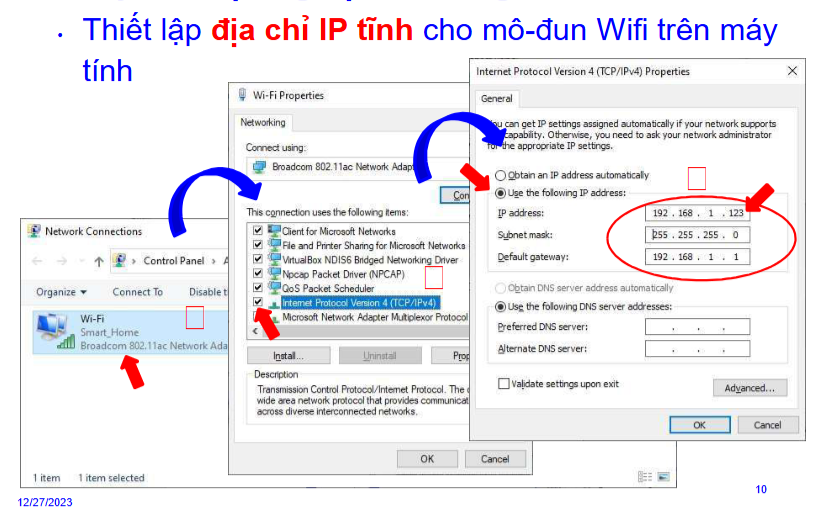 • Thiết lập địa chỉ IP tĩnh cho mô-đun Wifi trên máy
tính
Network Connections
Control Panel
Organize
Connect To
Disable t
Wi-Fi
Smart_Home
Broadcom 802.11ac Network Ada
1 item
1 item selected
Wi-Fi Properties
Networking
Connect using:
Broadcom 802.11ac Network Adap
Con
This connection uses the following items:
Client for Microsoft Networks
File and Printer Sharing for Microsoft Networks
VirtualBox NDIS6 Bridged Networking Driver
Npcap Packet Driver (NPCAP)
QoS Packet Scheduler
Internet Protocol Version 4 (TCP/IPv4)
Microsoft Network Adapter Multiplexor Protocol
Install...
Uninstall
Prop
Description
Transmission Control Protocol/Internet Protocol. The
wide area network protocol that provides communicat
across diverse interconnected networks.
OK
Cancel
Internet Protocol Version 4 (TCP/IPv4) Properties
General
You can get IP settings assigned automatically if your network supports
capability. Otherwise, you need to ask your network administrator
for the appropriate IP settings.
Obtain an IP address automatically
Use the following IP address:
IP address: 192 . 168 . 1 . 123
Subnet mask: 255 . 255 . 255 . 0
Default gateway: 192 . 168 . 1 . 1
Obtain DNS server address automatically
Use the following DNS server addresses:
Preferred DNS server: . . .
Alternate DNS server: . . .
Validate settings upon exit
Advanced...
OK
Cancel
12/27/2023
10